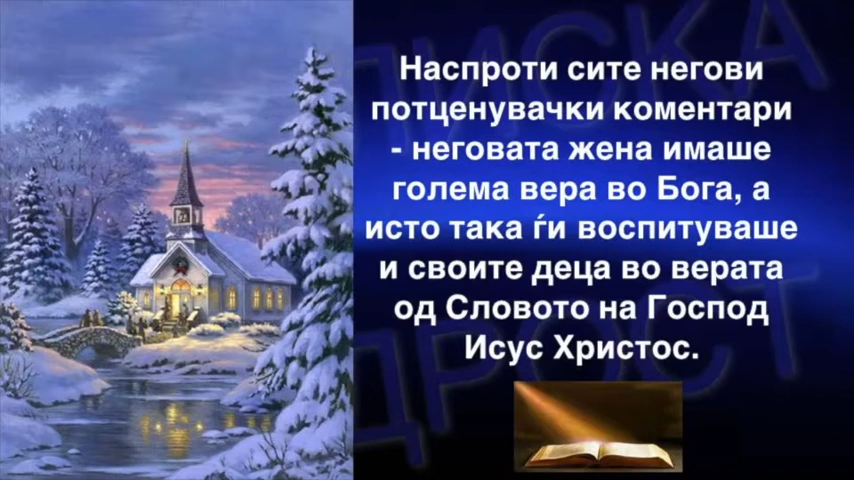 Наспроти сите негови
потценувачки коментари
- неговата жена имаше
голема вера во Бога, а
исто така ѓи воспитуваше
и своите деца во верата
од Словото на Господ
Исус Христос.